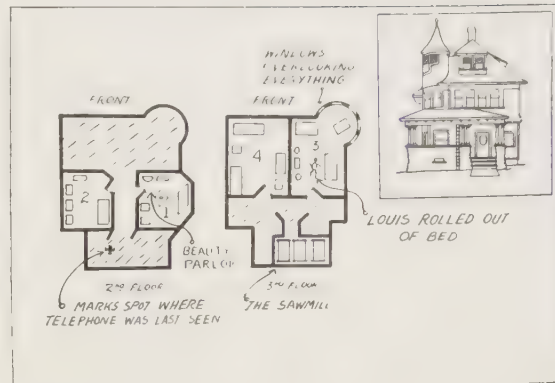 WINDOWS
OVERLOOKING
EVERYTHING
FRONT
FRONT
2
1
4
3
BEAUTY
PARLOR
LOUIS ROLLED OUT
OF BED
2ND FLOOR
3RD FLOOR
MARKS SPOT WHERE
TELEPHONE WAS LAST SEEN
THE SAWMILL